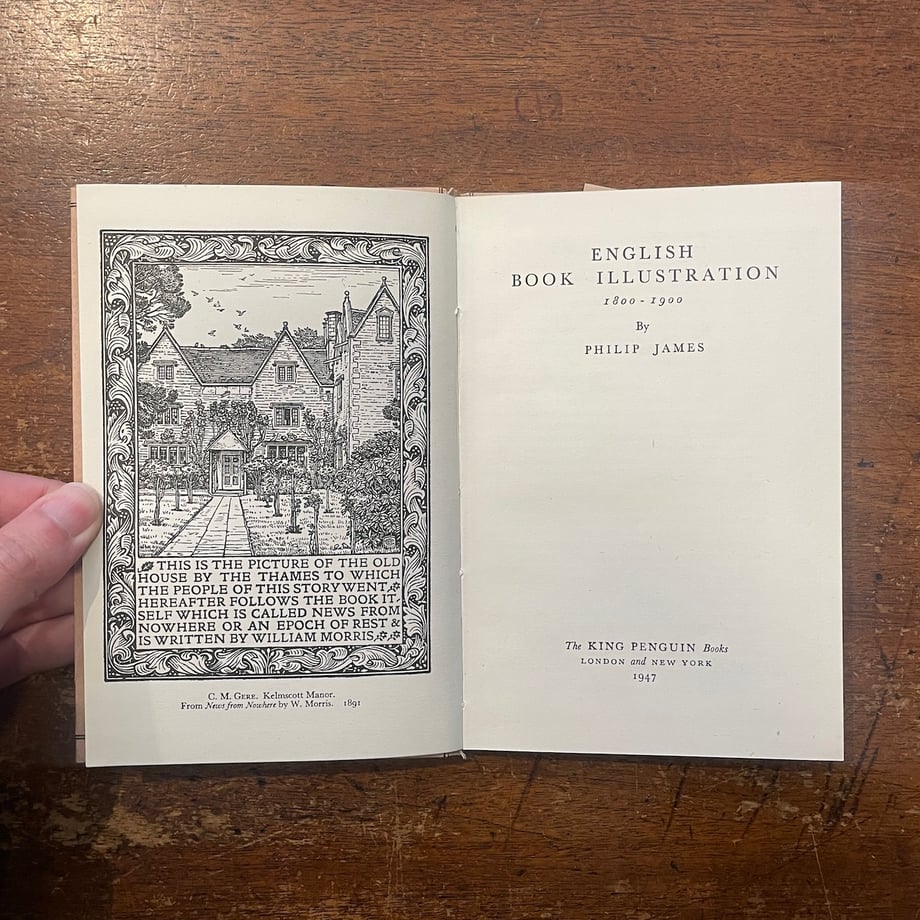 THIS IS THE PICTURE OF THE OLD
HOUSE BY THE THAMES TO WHICH
THE PEOPLE OF THIS STORY WENT
HEREAFTER FOLLOWS THE BOOK IT-
SELF WHICH IS CALLED NEWS FROM
NOWHERE OR AN EPOCH OF REST &
IS WRITTEN BY WILLIAM MORRIS
C. M. GERE. Kelmscott Manor.
From News from Nowhere by W. Morris. 1891
ENGLISH
BOOK ILLUSTRATION
1800-1900
By
PHILIP JAMES
The KING PENGUIN Books
LONDON and NEW YORK
1947